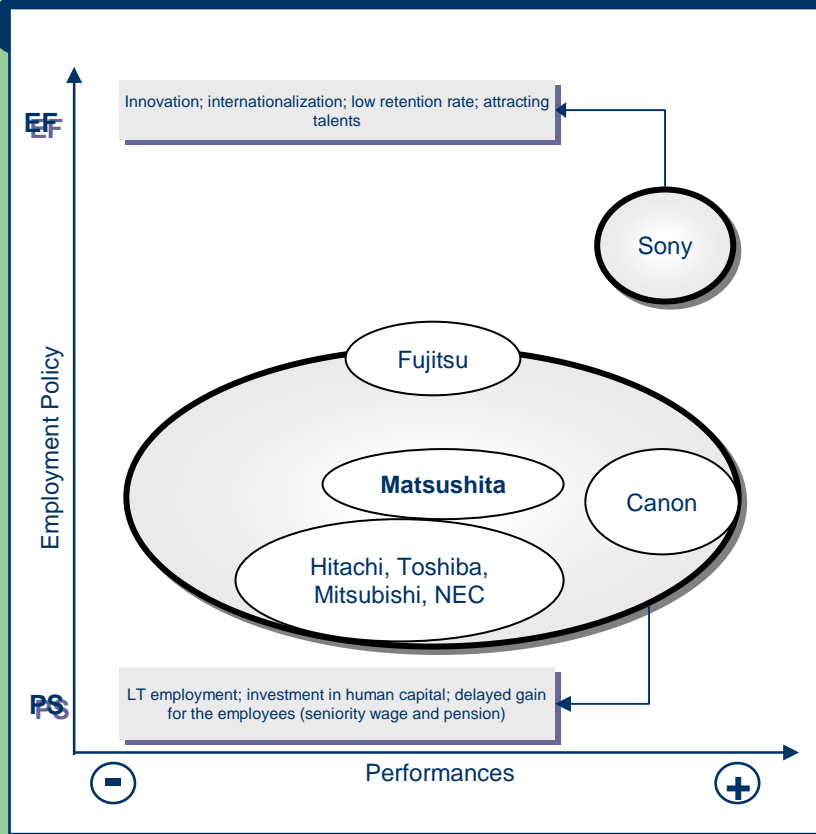 Innovation; internationalization; low retention rate; attracting
talents
EF
Sony
Fujitsu
Employment Policy
Matsushita
Canon
Hitachi, Toshiba,
Mitsubishi, NEC
LT employment; investment in human capital; delayed gain
for the employees (seniority wage and pension)
PS
Performances
-
+